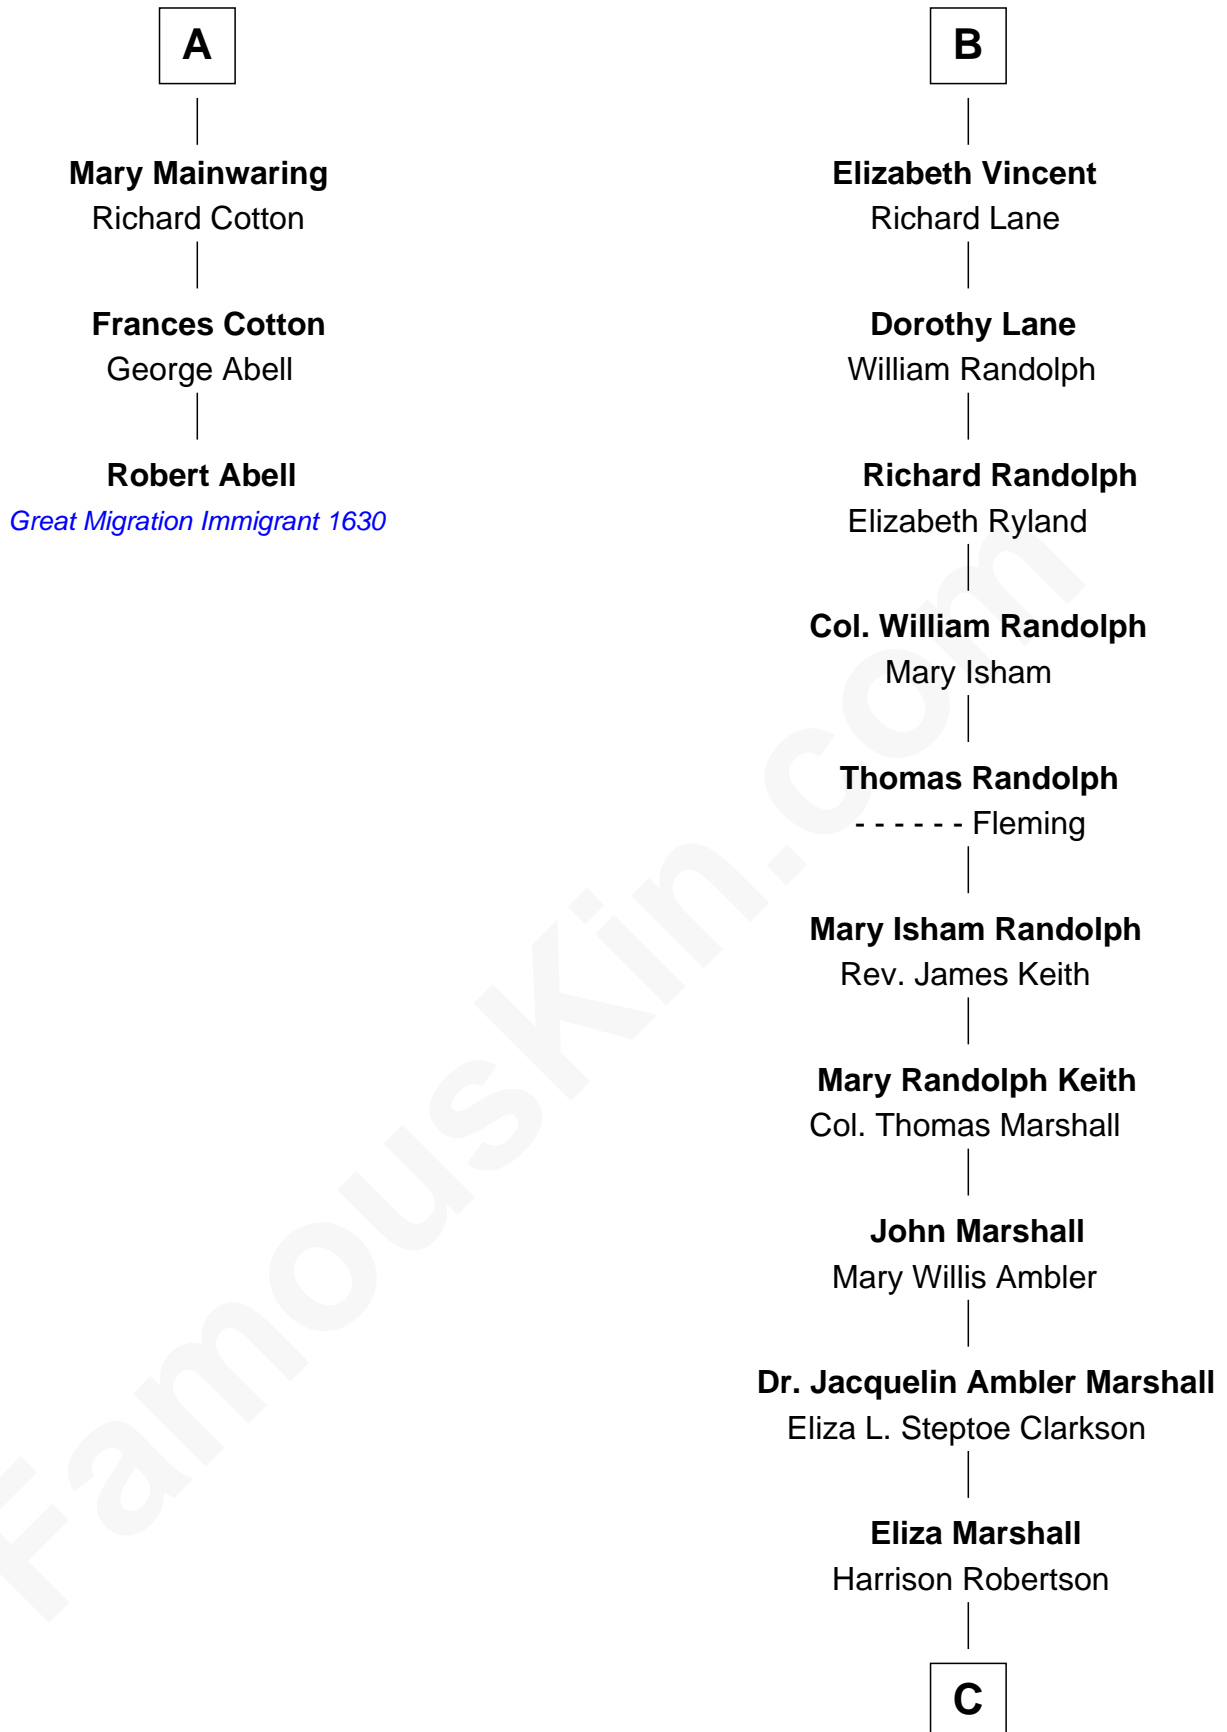 A
Mary Mainwaring
Richard Cotton
Frances Cotton
George Abell
Robert Abell
Great Migration Immigrant 1630
B
Elizabeth Vincent
Richard Lane
Dorothy Lane
William Randolph
Richard Randolph
Elizabeth Ryland
Col. William Randolph
Mary Isham
Thomas Randolph
- - - - - - Fleming
Mary Isham Randolph
Rev. James Keith
Mary Randolph Keith
Col. Thomas Marshall
John Marshall
Mary Willis Ambler
Dr. Jacquelin Ambler Marshall
Eliza L. Steptoe Clarkson
Eliza Marshall
Harrison Robertson
C
FamousKin.com